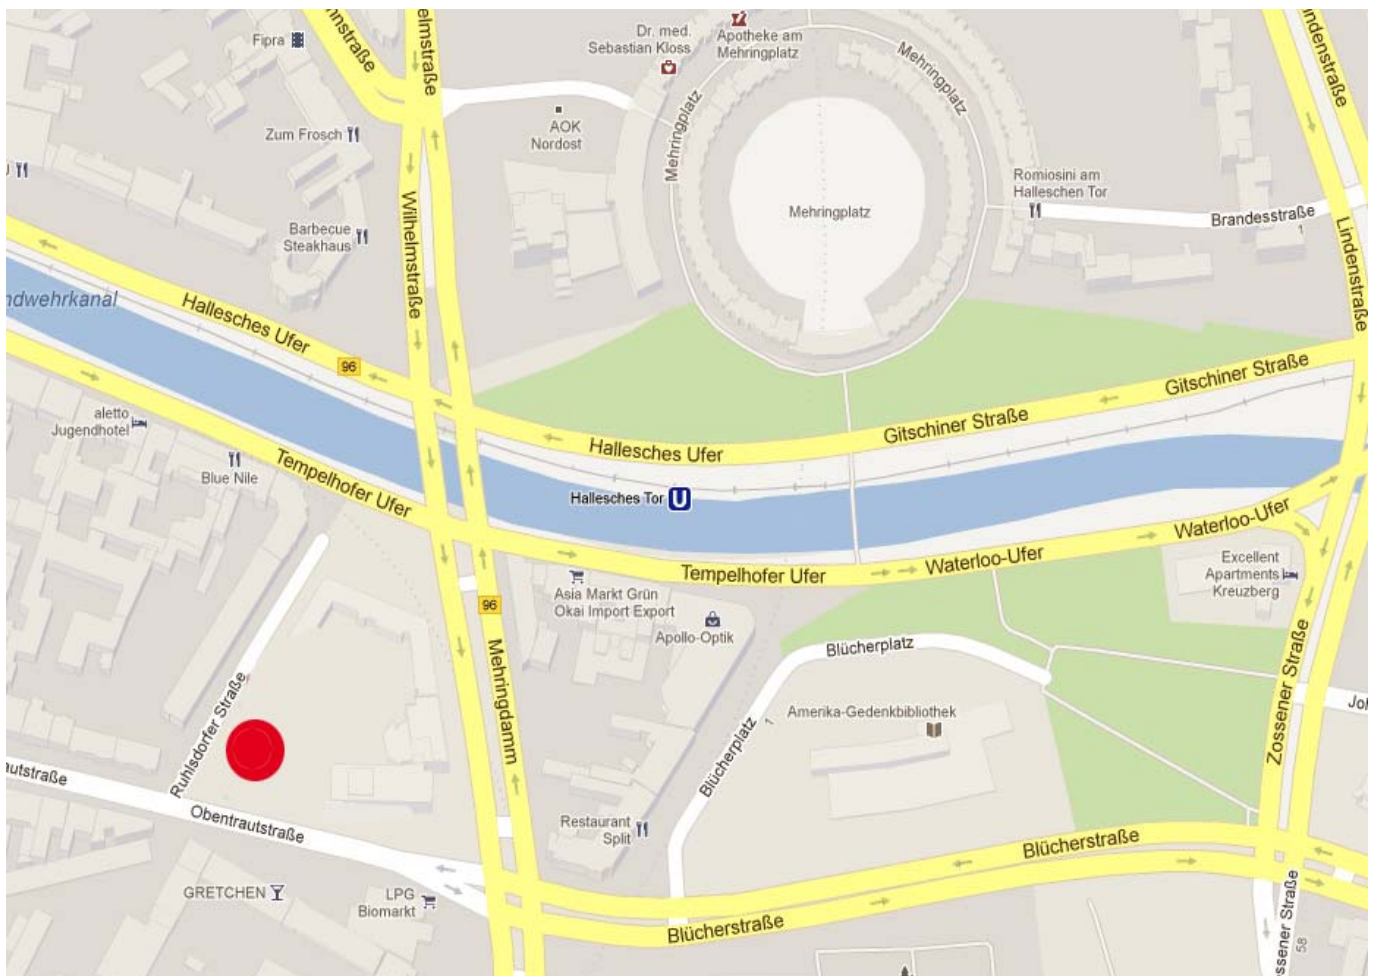 Fipra
Dr. med.
Sebastian Kloss
Apotheke am
Mehringplatz
Mehringplatz
Mehringplatz
AOK
Nordost
Zum Frosch
Romiosini am
Halleschen Tor
Brandesstraße
1
Mehringplatz
Wilhelmstraße
Barbecue
Steakhaus
Lindenstraße
Hallesches Ufer
96
Gitschiner Straße
Gitschiner Straße
aletto
Jugendhotel
Hallesches Ufer
Blue Nile
Tempelhofer Ufer
Hallesches Tor
U
Waterloo-Ufer
Waterloo-Ufer
Tempelhofer Ufer
Excellent
Apartments
Kreuzberg
Asia Markt Grün
Okai Import Export
96
Apollo-Optik
Blücherplatz
Mehringdamm
Zossener Straße
Ruhlsdorfer Straße
Amerika-Gedenkbibliothek
1
Blücherplatz
Obentrautstraße
Restaurant
Split
Blücherstraße
GRETCHEN
LPG
Biomarkt
Blücherstraße
58